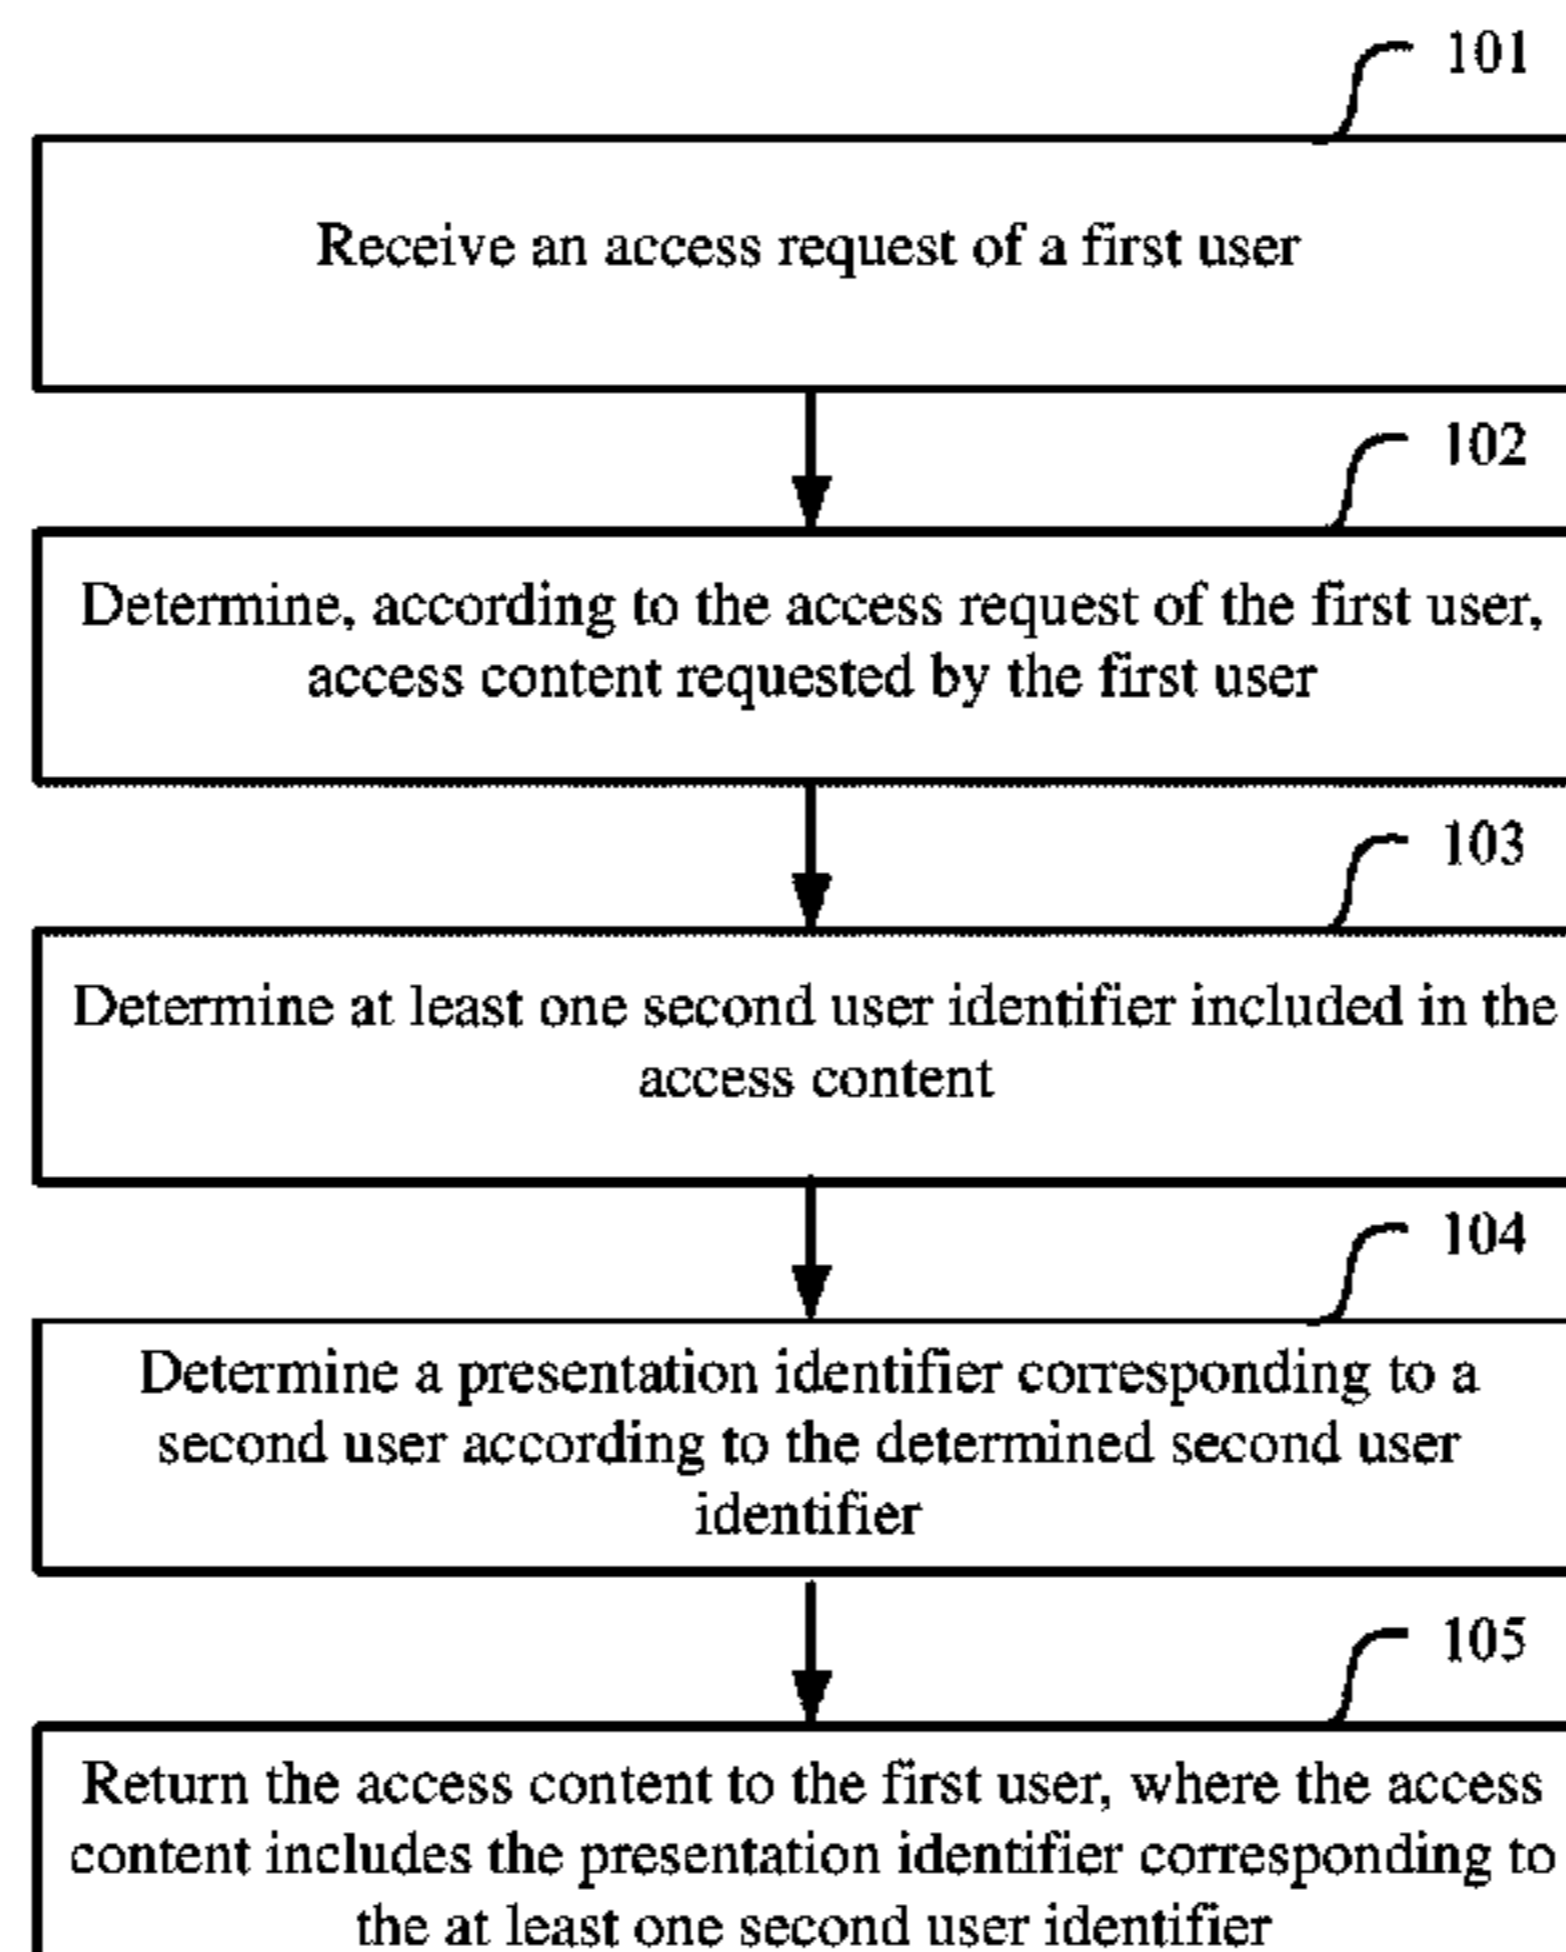 101
Receive an access request of a first user
102
Determine, according to the access request of the first user,
access content requested by the first user
103
Determine at least one second user identifier included in the
access content
104
Determine a presentation identifier corresponding to a
second user according to the determined second user
identifier
105
Return the access content to the first user, where the access
content includes the presentation identifier corresponding to
the at least one second user identifier